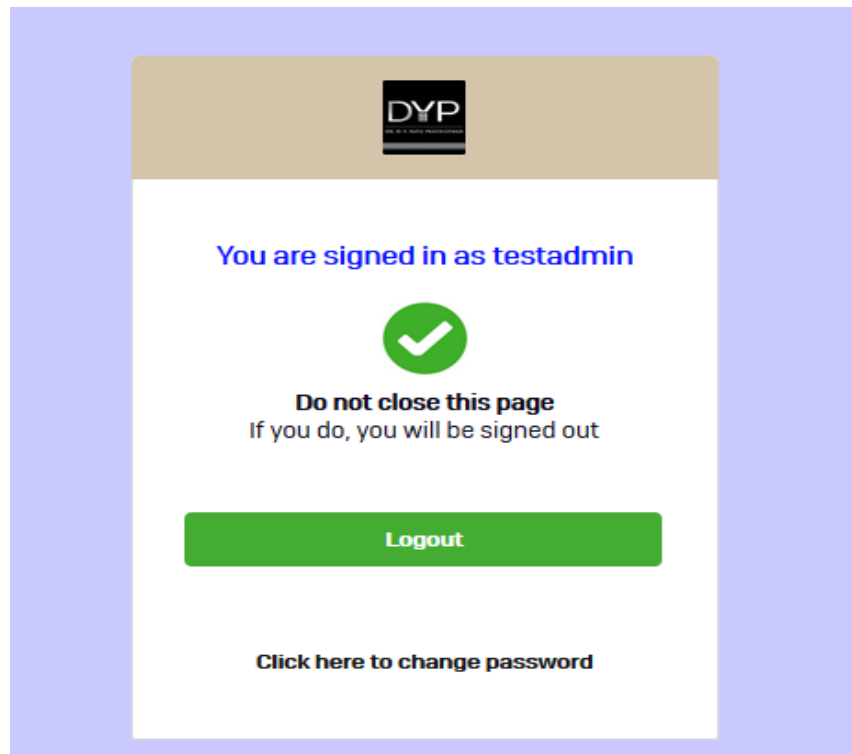 DYP
You are signed in as testadmin
Do not close this page
If you do, you will be signed out
Logout
Click here to change password